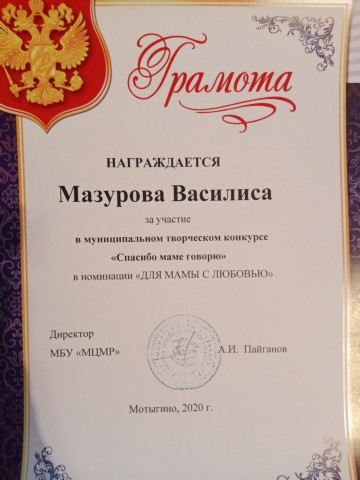 Грамота
НАГРАЖДАЕТСЯ
Мазурова Василиса
за участие
в муниципальном творческом конкурсе
«Спасибо маме говорю»
в номинации «ДЛЯ МАМЫ С ЛЮБОВЬЮ»
Директор
МБУ «МЦМР»
А.И. Пайганов
Мотыгино, 2020 г.